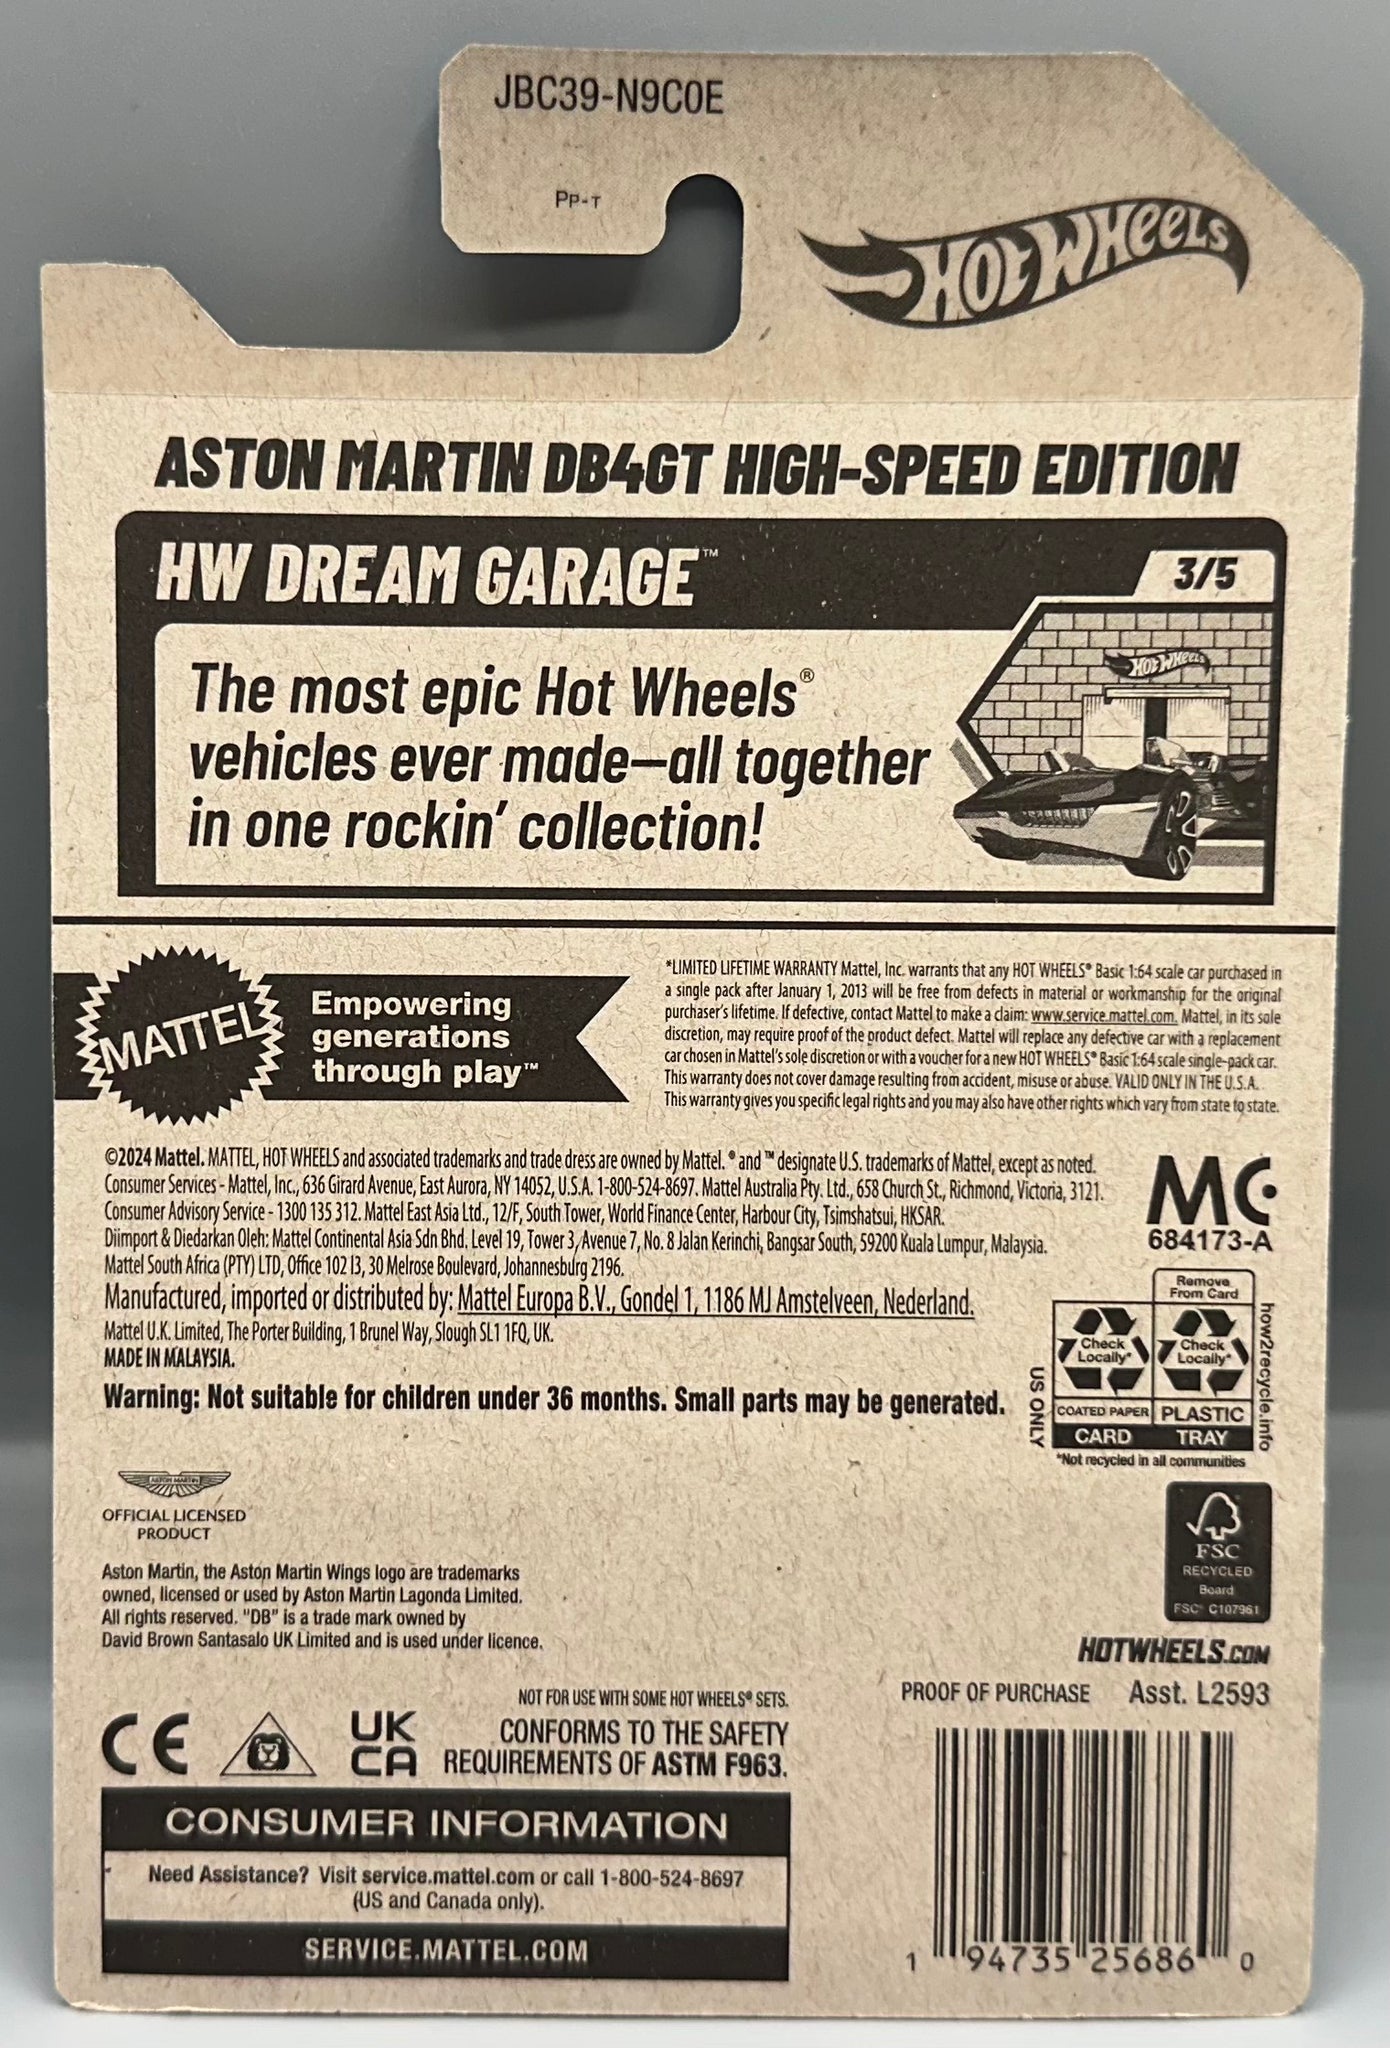 JBC39-N9C0E
PP-T
HOT WHEELS
ASTON MARTIN DB4GT HIGH-SPEED EDITION
HW DREAM GARAGE™
3/5
The most epic Hot Wheels®
vehicles ever made—all together
in one rockin' collection!
HOT WHEELS
MATTEL
Empowering
generations
through play™
*LIMITED LIFETIME WARRANTY Mattel, Inc. warrants that any HOT WHEELS® Basic 1:64 scale car purchased in
a single pack after January 1, 2013 will be free from defects in material or workmanship for the original
purchaser's lifetime. If defective, contact Mattel to make a claim: www.service.mattel.com. Mattel, in its sole
discretion, may require proof of the product defect. Mattel will replace any defective car with a replacement
car chosen in Mattel's sole discretion or with a voucher for a new HOT WHEELS® Basic 1:64 scale single-pack car.
This warranty does not cover damage resulting from accident, misuse or abuse. VALID ONLY IN THE U.S.A.
This warranty gives you specific legal rights and you may also have other rights which vary from state to state.
©2024 Mattel. MATTEL, HOT WHEELS and associated trademarks and trade dress are owned by Mattel. ® and ™ designate U.S. trademarks of Mattel, except as noted.
Consumer Services - Mattel, Inc., 636 Girard Avenue, East Aurora, NY 14052, U.S.A. 1-800-524-8697. Mattel Australia Pty. Ltd., 658 Church St., Richmond, Victoria, 3121.
Consumer Advisory Service - 1300 135 312. Mattel East Asia Ltd., 12/F, South Tower, World Finance Center, Harbour City, Tsimshatsui, HKSAR.
Diimport & Diedarkan Oleh: Mattel Continental Asia Sdn Bhd. Level 19, Tower 3, Avenue 7, No. 8 Jalan Kerinchi, Bangsar South, 59200 Kuala Lumpur, Malaysia.
Mattel South Africa (PTY) LTD, Office 102 I3, 30 Melrose Boulevard, Johannesburg 2196.
Manufactured, imported or distributed by: Mattel Europa B.V., Gondel 1, 1186 MJ Amstelveen, Nederland.
Mattel U.K. Limited, The Porter Building, 1 Brunel Way, Slough SL1 1FQ, UK.
MADE IN MALAYSIA.
Warning: Not suitable for children under 36 months. Small parts may be generated.
MC
684173-A
Remove
From Card
Check
Locally*
Check
Locally*
COATED PAPER
PLASTIC
CARD
TRAY
US ONLY
how2recycle.info
*Not recycled in all communities
ASTON MARTIN
OFFICIAL LICENSED
PRODUCT
Aston Martin, the Aston Martin Wings logo are trademarks
owned, licensed or used by Aston Martin Lagonda Limited.
All rights reserved. "DB" is a trade mark owned by
David Brown Santasalo UK Limited and is used under licence.
FSC
RECYCLED
Board
FSC® C107961
HOTWHEELS.COM
PROOF OF PURCHASE Asst. L2593
NOT FOR USE WITH SOME HOT WHEELS® SETS.
CE
UK
CA
CONFORMS TO THE SAFETY
REQUIREMENTS OF ASTM F963.
CONSUMER INFORMATION
Need Assistance? Visit service.mattel.com or call 1-800-524-8697
(US and Canada only).
SERVICE.MATTEL.COM
1 94735 25686 0